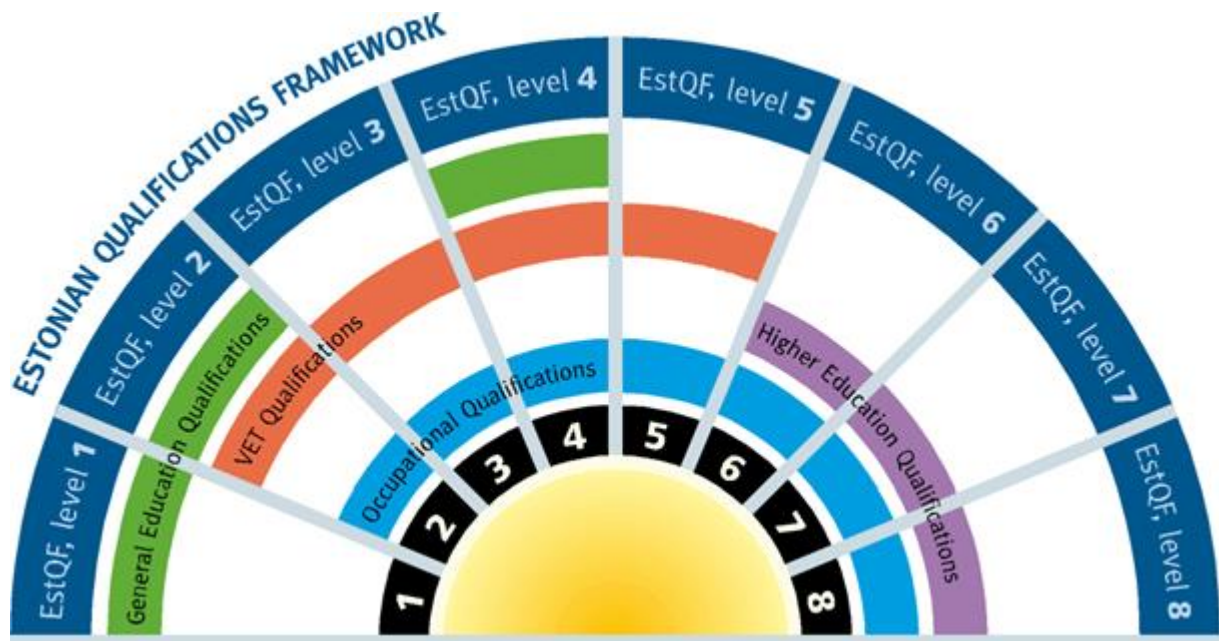 ESTONIAN QUALIFICATIONS FRAMEWORK
EstQF, level 1
EstQF, level 2
EstQF, level 3
EstQF, level 4
EstQF, level 5
EstQF, level 6
EstQF, level 7
EstQF, level 8
General Education Qualifications
VET Qualifications
Occupational Qualifications
Higher Education Qualifications
1
2
3
4
5
6
7
8